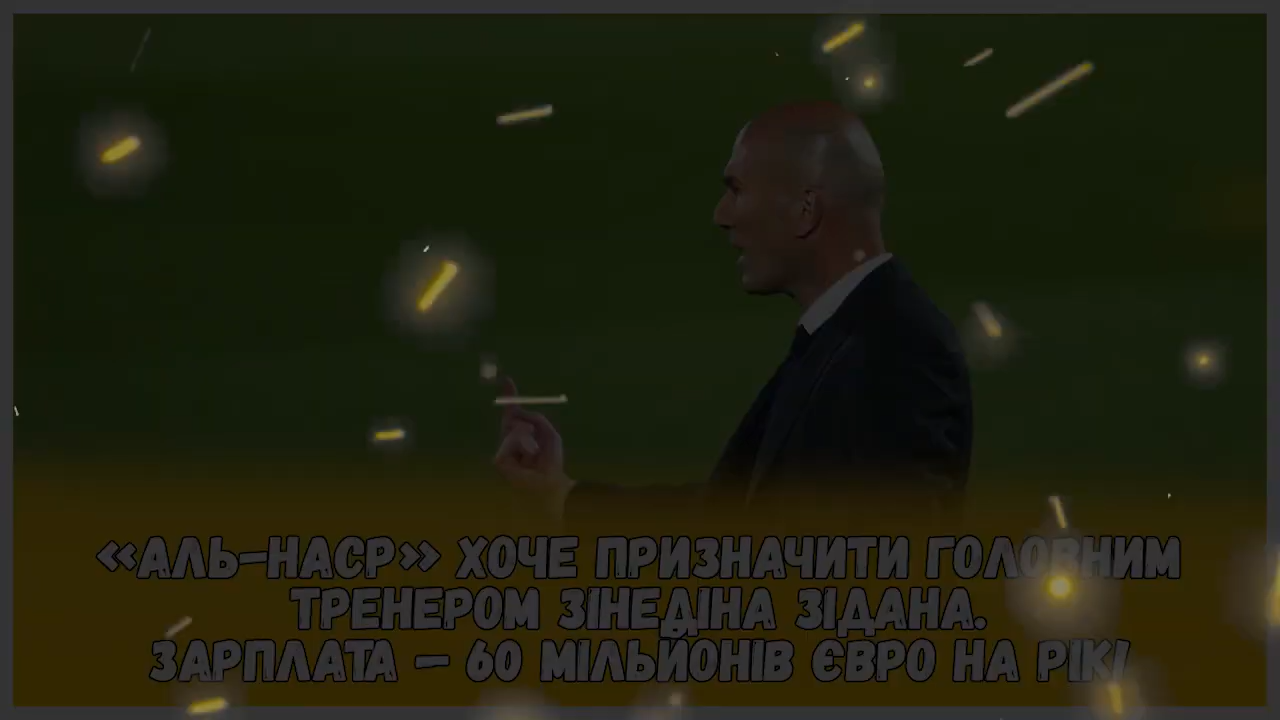 «АЛЬ-НАСР» ХОЧЕ ПРИЗНАЧИТИ ГОЛОВНИМ
ТРЕНЕРОМ ЗІНЕДІНА ЗІДАНА.
ЗАРПЛАТА – 60 МІЛЬЙОНІВ ЄВРО НА РІК!